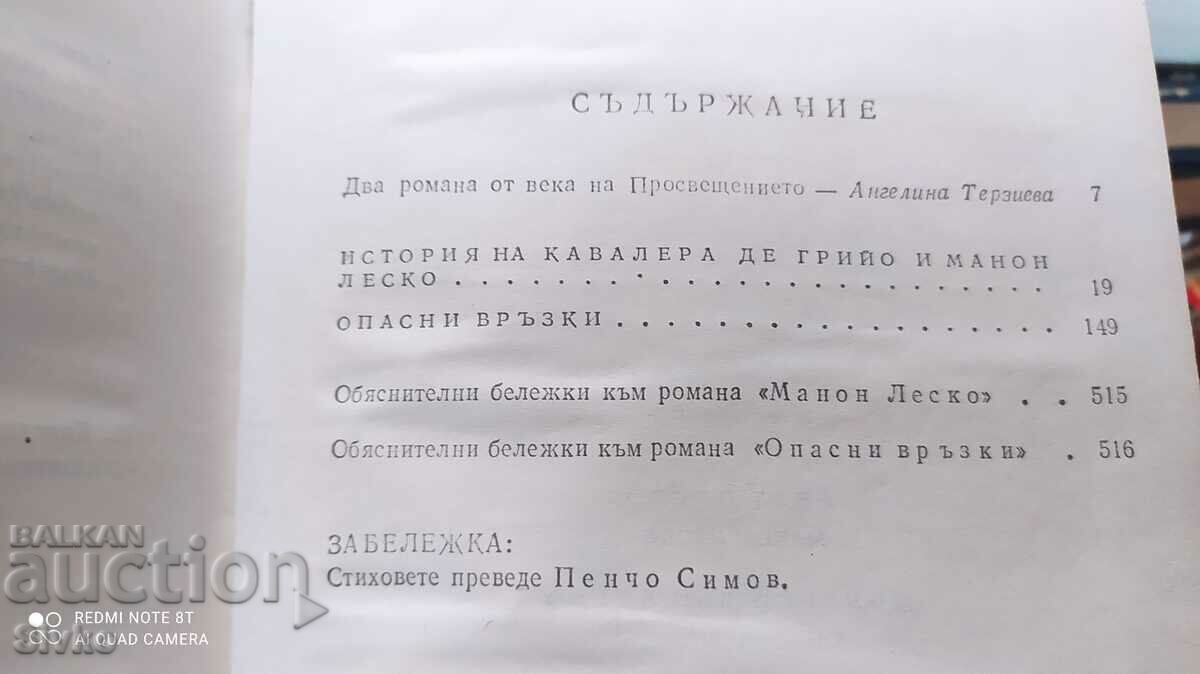 СЪДЪРЖАНИЕ
Два романа от века на Просвещението — Ангелина Терзиева 7
ИСТОРИЯ НА КАВАЛЕРА ДЕ ГРИЙО И МАНОН
ЛЕСКО . . . . . . . . . . . . . . . . . . . . . . . . 19
ОПАСНИ ВРЪЗКИ . . . . . . . . . . . . . . . . . . 149
Обяснителни бележки към романа «Манон Леско» . . 515
Обяснителни бележки към романа «Опасни връзки» . 516
ЗАБЕЛЕЖКА:
Стиховете преведе Пенчо Симов.
BALKAN
auction
REDMI NOTE 8T
AI QUAD CAMERA
Sivko